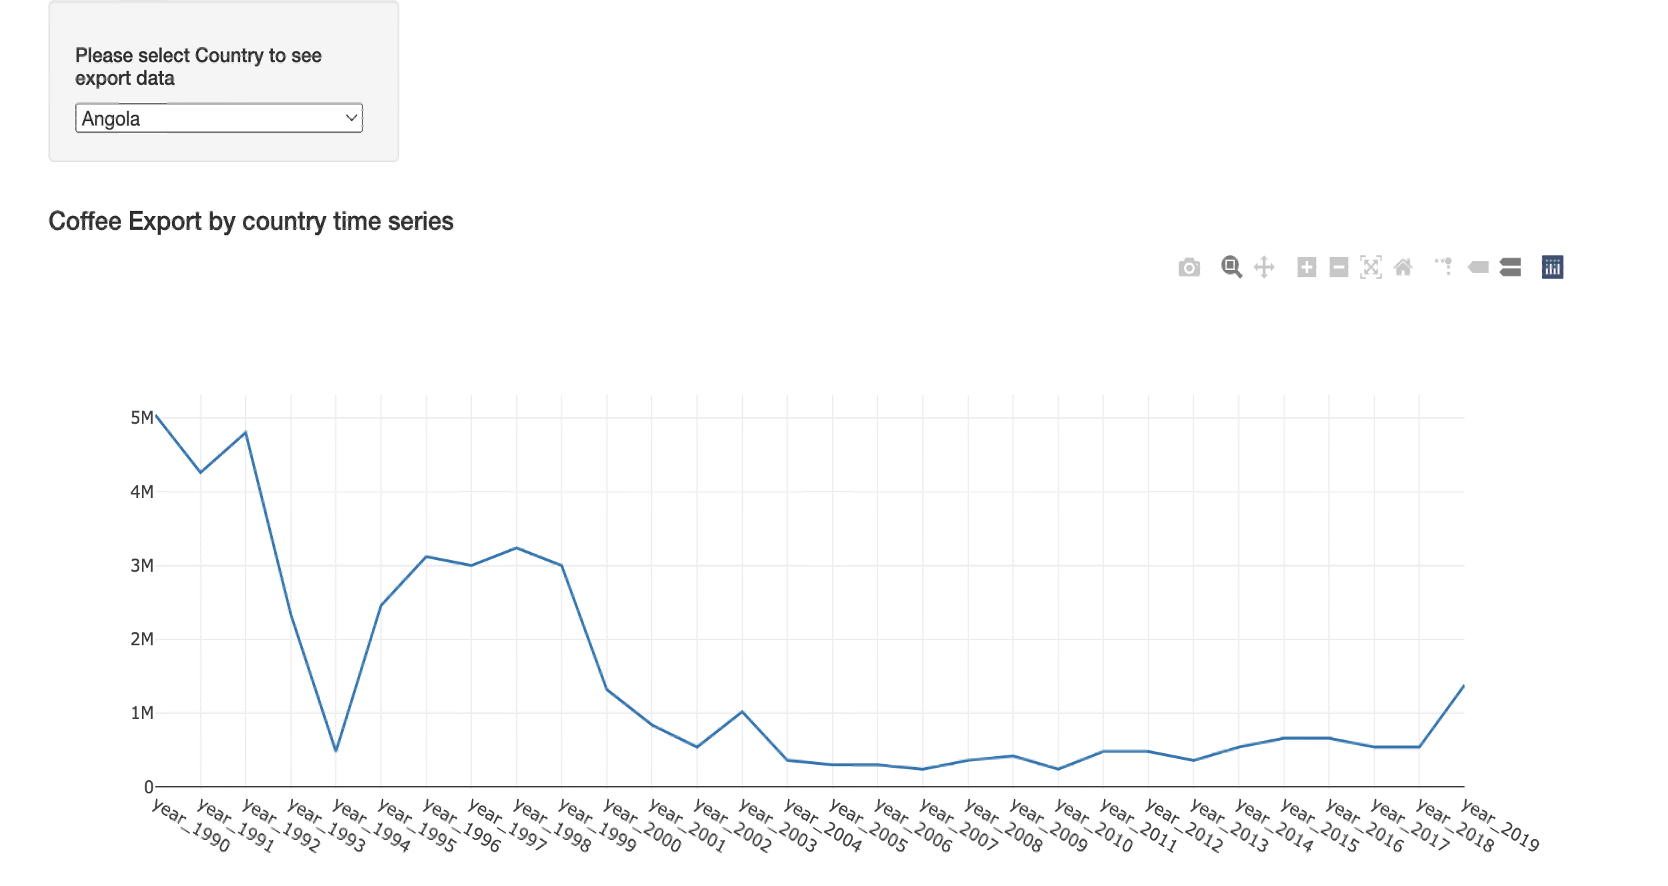 Please select Country to see
export data
Angola
Coffee Export by country time series
5M
4M
3M
2M
1M
0
year_1990
year_1991
year_1992
year_1993
year_1994
year_1995
year_1996
year_1997
year_1998
year_1999
year_2000
year_2001
year_2002
year_2003
year_2004
year_2005
year_2006
year_2007
year_2008
year_2009
year_2010
year_2011
year_2012
year_2013
year_2014
year_2015
year_2016
year_2017
year_2018
year_2019